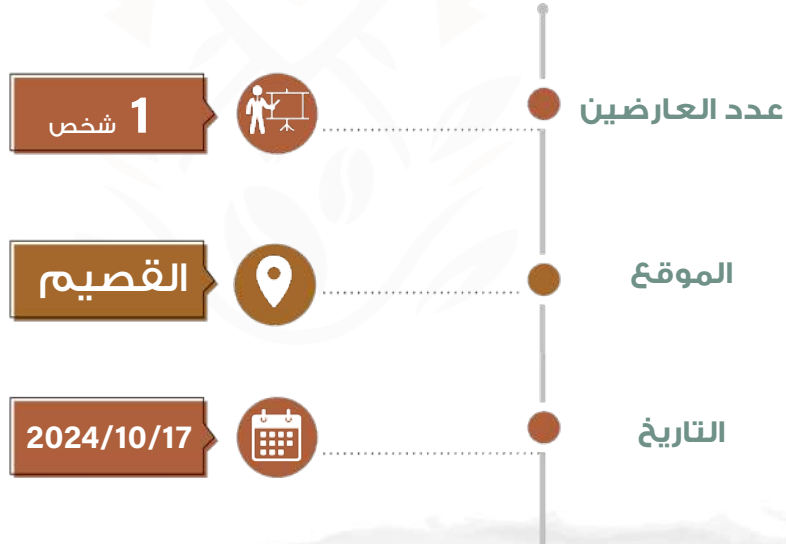 عدد العارضين
1 شخص
الموقع
القصيم
التاريخ
2024/10/17